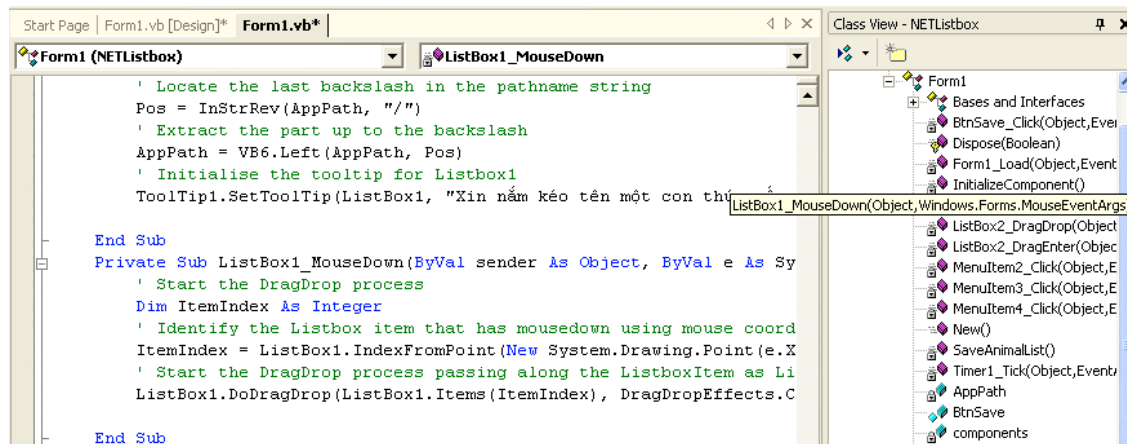 Start Page Form1.vb [Design]* Form1.vb*
Form1 (NETListbox) ListBox1_MouseDown
' Locate the last backslash in the pathname string
Pos = InStrRev(AppPath, "/")
' Extract the part up to the backslash
AppPath = VB6.Left(AppPath, Pos)
' Initialise the tooltip for Listbox1
ToolTip1.SetToolTip(ListBox1, "Xin nắm kéo tên một con
End Sub
Private Sub ListBox1_MouseDown(ByVal sender As Object, ByVal e As Sy
' Start the DragDrop process
Dim ItemIndex As Integer
' Identify the Listbox item that has mousedown using mouse coord
ItemIndex = ListBox1.IndexFromPoint(New System.Drawing.Point(e.X
' Start the DragDrop process passing along the ListboxItem as Li
ListBox1.DoDragDrop(ListBox1.Items(ItemIndex), DragDropEffects.C
End Sub
Class View - NETListbox
Form1
Bases and Interfaces
BtnSave_Click(Object,Even
Dispose(Boolean)
Form1_Load(Object,Event
InitializeComponent()
ListBox1_MouseDown(Object,Windows.Forms.MouseEventArgs
ListBox2_DragDrop(Object
ListBox2_DragEnter(Objec
MenuItem2_Click(Object,E
MenuItem3_Click(Object,E
MenuItem4_Click(Object,E
New()
SaveAnimalList()
Timer1_Tick(Object,Event
AppPath
BtnSave
components